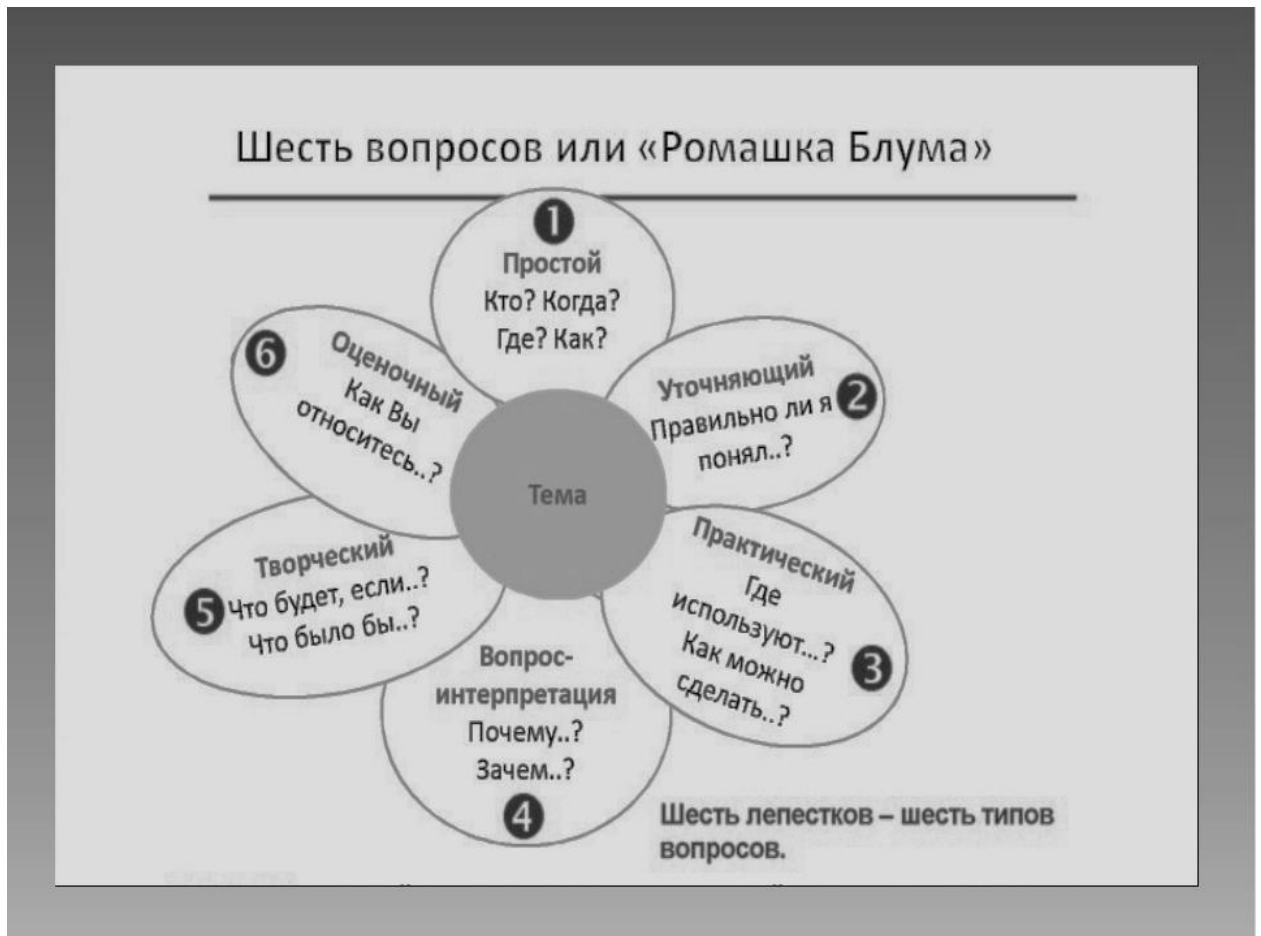 Шесть вопросов или «Ромашка Блума»
1
Простой
Кто? Когда?
Где? Как?
2
Уточняющий
Правильно ли я
понял..?
3
Практический
Где
используют...?
Как можно
сделать..?
4
Вопрос-
интерпретация
Почему..?
Зачем..?
5
Творческий
Что будет, если..?
Что было бы..?
6
Оценочный
Как Вы
относитесь..?
Тема
Шесть лепестков – шесть типов
вопросов.